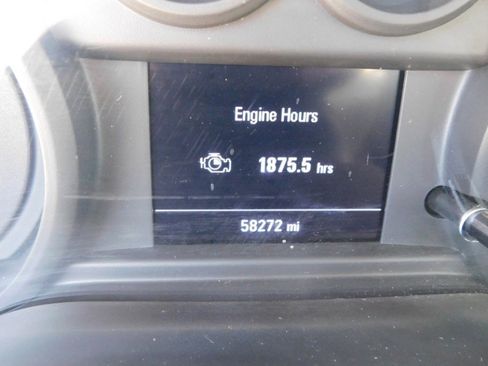 Engine Hours
1875.5 hrs
58272 mi